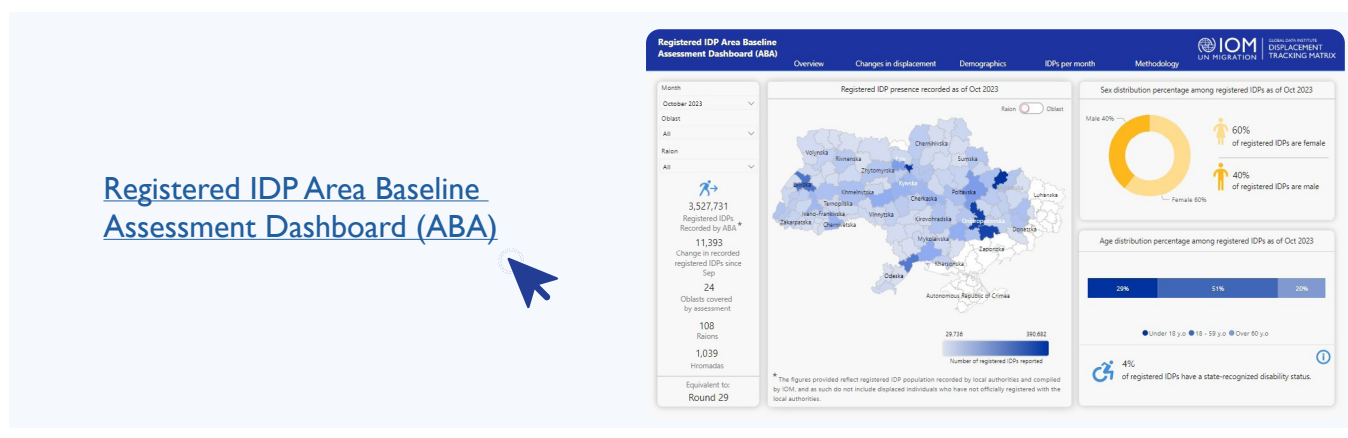 Registered IDP Area Baseline
Assessment Dashboard (ABA)
Registered IDP Area Baseline
Assessment Dashboard (ABA)
Overview
Changes in displacement
Demographics
IDPs per month
Methodology
IOM
UN MIGRATION
GLOBAL DATA INSTITUTE
DISPLACEMENT
TRACKING MATRIX
Month
October 2023
Oblast
All
Raion
All
3,527,731
Registered IDPs
Recorded by ABA *
11,393
Change in recorded
registered IDPs since
Sep
24
Oblasts covered
by assessment
108
Raions
1,039
Hromadas
Equivalent to:
Round 29
Registered IDP presence recorded as of Oct 2023
Raion
Oblast
Volynska
Rivnenska
Zhytomyrska
Chernihivska
Sumska
Khmelnytska
Ternopilska
Ivano-Frankivska
Zakarpatska
Chernivetska
Vinnytska
Cherkaska
Poltavska
Kirovohradska
Luhanska
Donetska
Mykolaivska
Zaporizka
Khersonska
Odeska
Autonomous Republic of Crimea
29,736
390,682
Number of registered IDPs reported
* The figures provided reflect registered IDP population recorded by local authorities and compiled
by IOM, and as such do not include displaced individuals who have not officially registered with the
local authorities.
Sex distribution percentage among registered IDPs as of Oct 2023
Male 40%
Female 60%
60%
of registered IDPs are female
40%
of registered IDPs are male
Age distribution percentage among registered IDPs as of Oct 2023
29%
51%
20%
Under 18 y.o
18 - 59 y.o
Over 60 y.o
4%
of registered IDPs have a state-recognized disability status.